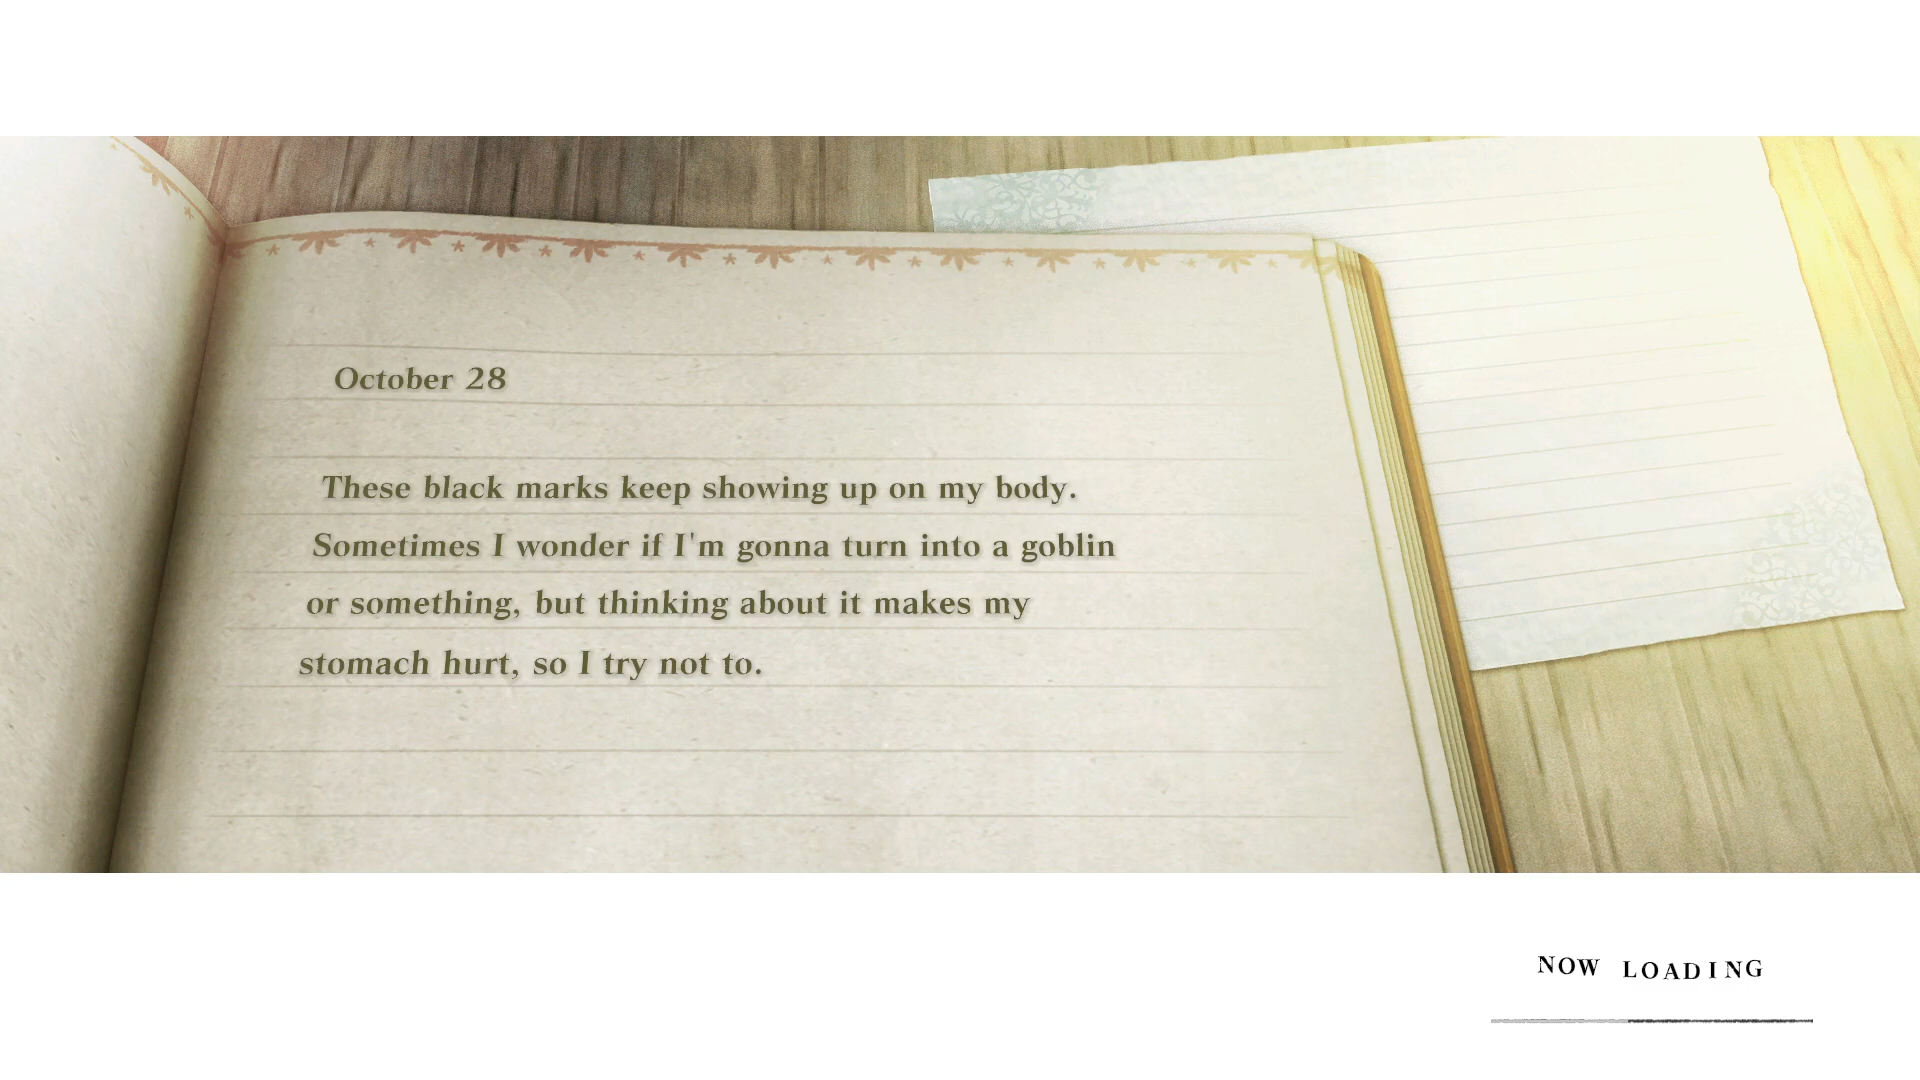 October 28
These black marks keep showing up on my body.
Sometimes I wonder if I'm gonna turn into a goblin
or something, but thinking about it makes my
stomach hurt, so I try not to.
NOW LOADING